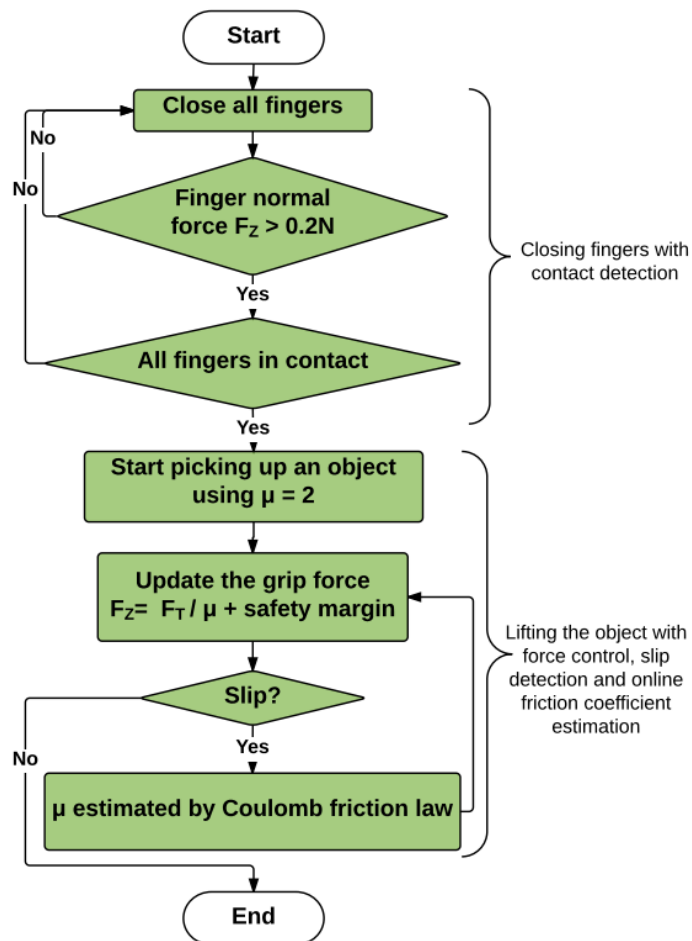 Start
Close all fingers
No
No
Finger normal
force F_Z > 0.2N
Closing fingers with
contact detection
Yes
All fingers in contact
Yes
Start picking up an object
using μ = 2
Update the grip force
F_Z= F_T / μ + safety margin
Lifting the object with
force control, slip
detection and online
friction coefficient
estimation
Slip?
No
Yes
μ estimated by Coulomb friction law
End